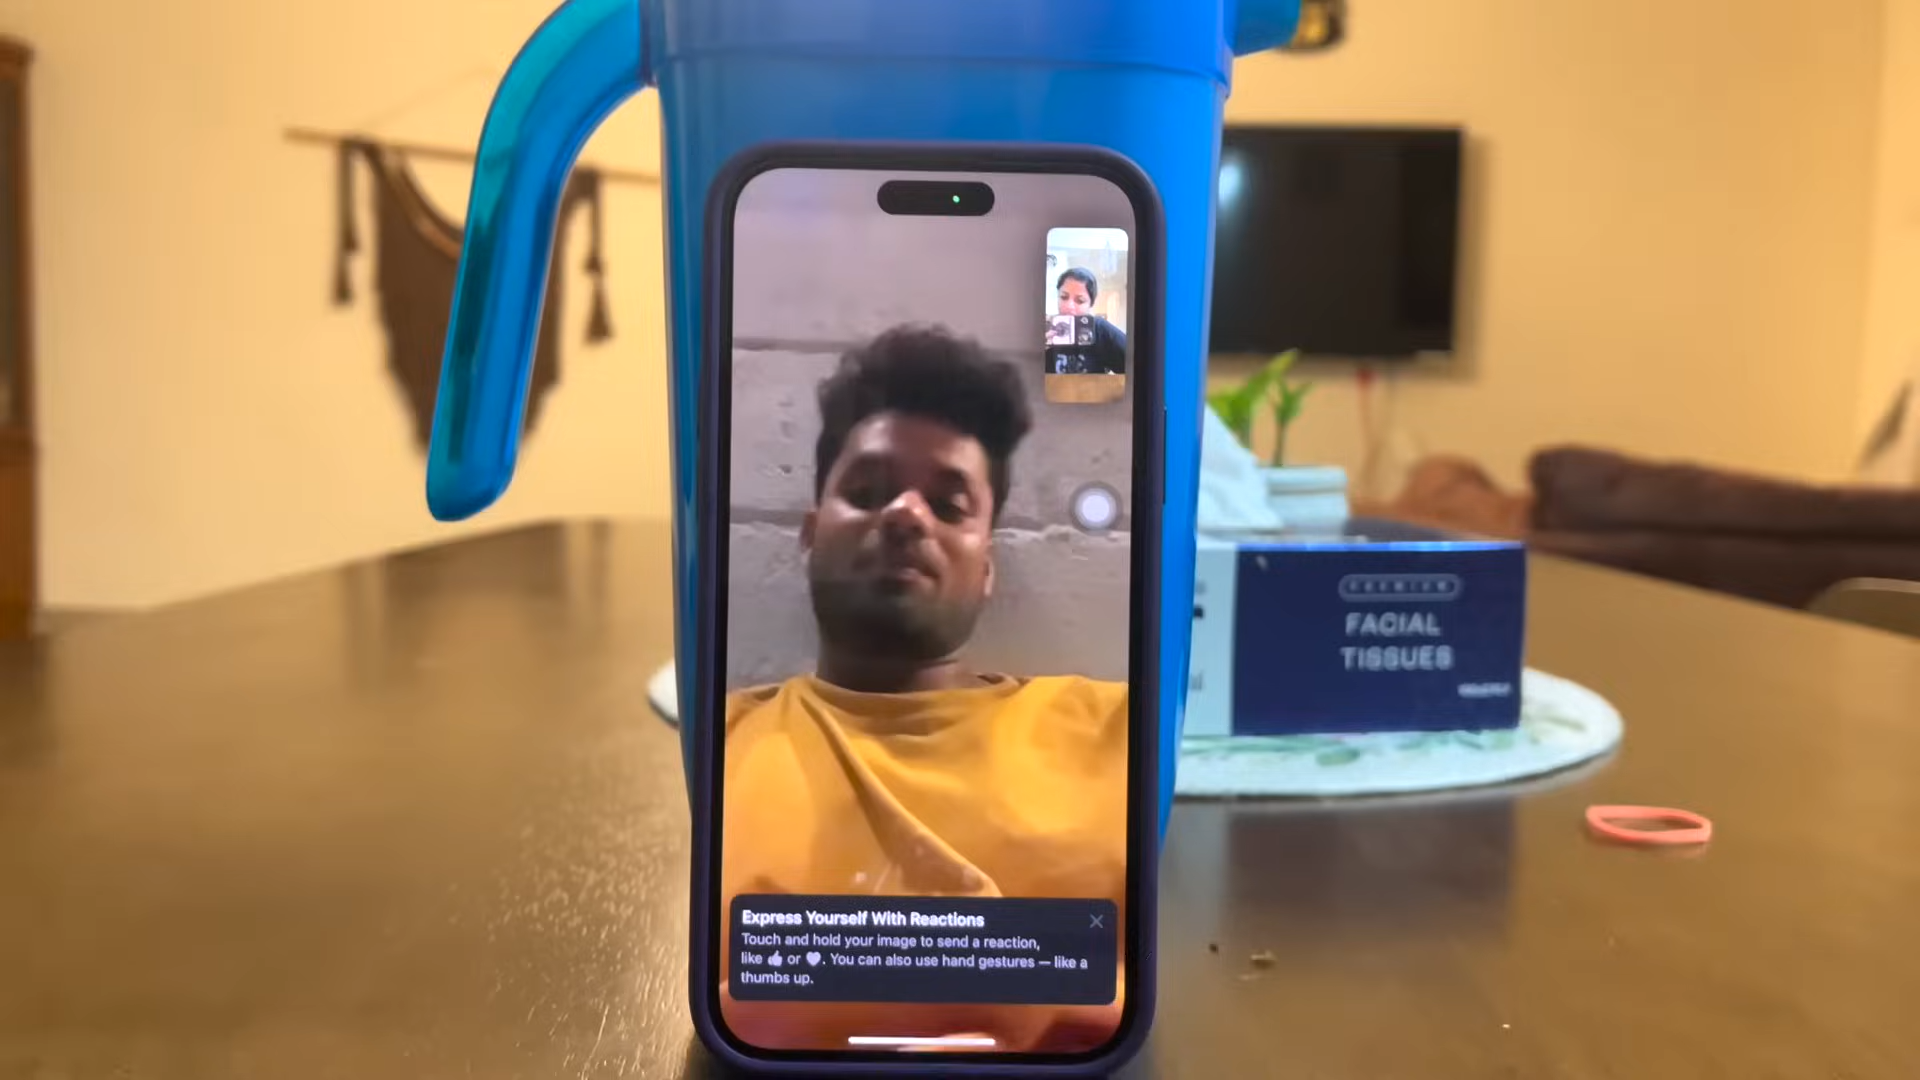 Express Yourself With Reactions
Touch and hold your image to send a reaction,
like 👍 or ♥. You can also use hand gestures — like a
thumbs up.
PREMIUM
FACIAL
TISSUES